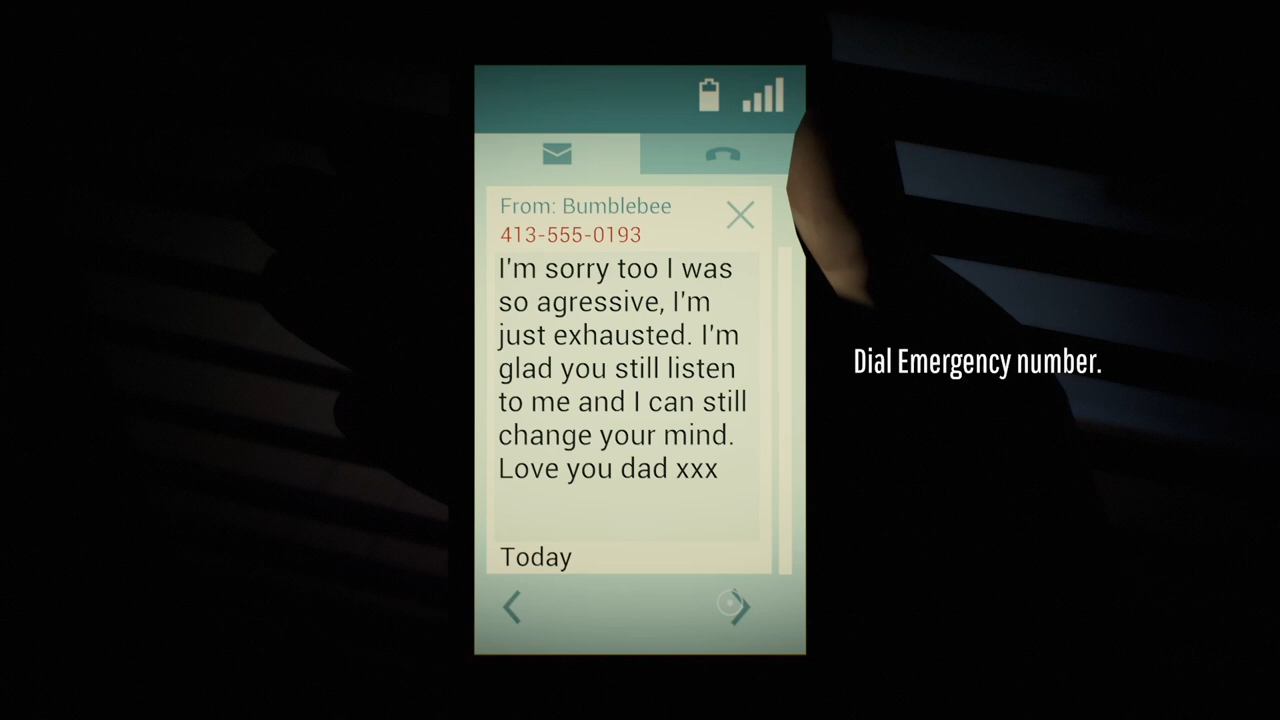 From: Bumblebee
413-555-0193
I'm sorry too I was
so agressive, I'm
just exhausted. I'm
glad you still listen
to me and I can still
change your mind.
Love you dad xxx
Today
Dial Emergency number.